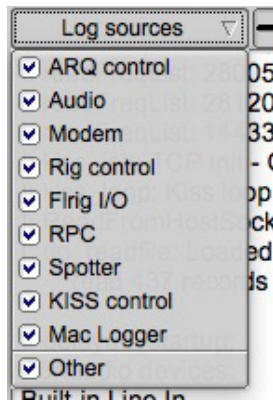 Log sources
ARQ control
Audio
Modem
Rig control
Flrig I/O
RPC
Spotter
KISS control
Mac Logger
Other
Built-in Line In